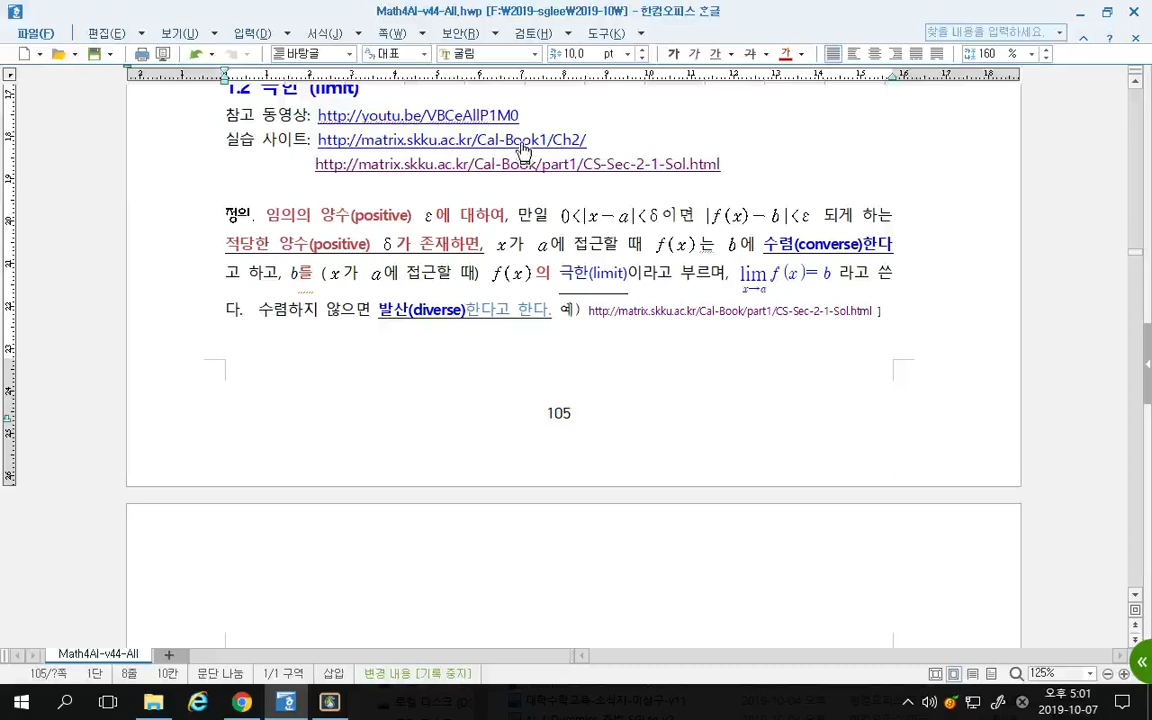 Math4AI-v44-All.hwp [F:₩2019-sglee₩2019-10₩] - 한컴오피스 한글
파일(F) 편집(E) 보기(U) 입력(D) 서식(J) 쪽(W) 보안(R) 검토(H) 도구(K) 찾을 내용을 입력하세요.
바탕글 대표 굴림 10.0 pt 가 가 가 가 가 160 %
1.2 극한 (limit)
참고 동영상: http://youtu.be/VBCeAllP1M0
실습 사이트: http://matrix.skku.ac.kr/Cal-Book1/Ch2/
http://matrix.skku.ac.kr/Cal-Book/part1/CS-Sec-2-1-Sol.html
정의. 임의의 양수(positive) ε에 대하여, 만일 0<|x-a|<δ이면 |f(x)-b|<ε 되게 하는
적당한 양수(positive) δ가 존재하면, x가 a에 접근할 때 f(x)는 b에 수렴(converse)한다
고 하고, b를 (x가 a에 접근할 때) f(x)의 극한(limit)이라고 부르며, lim x→a f(x)=b 라고 쓴
다. 수렴하지 않으면 발산(diverse)한다고 한다. 예) http://matrix.skku.ac.kr/Cal-Book/part1/CS-Sec-2-1-Sol.html ]
105
Math4AI-v44-All
105/?쪽 1단 8줄 10칸 문단 나눔 1/1 구역 삽입 변경 내용 [기록 중지] 125%
오후 5:01
2019-10-07